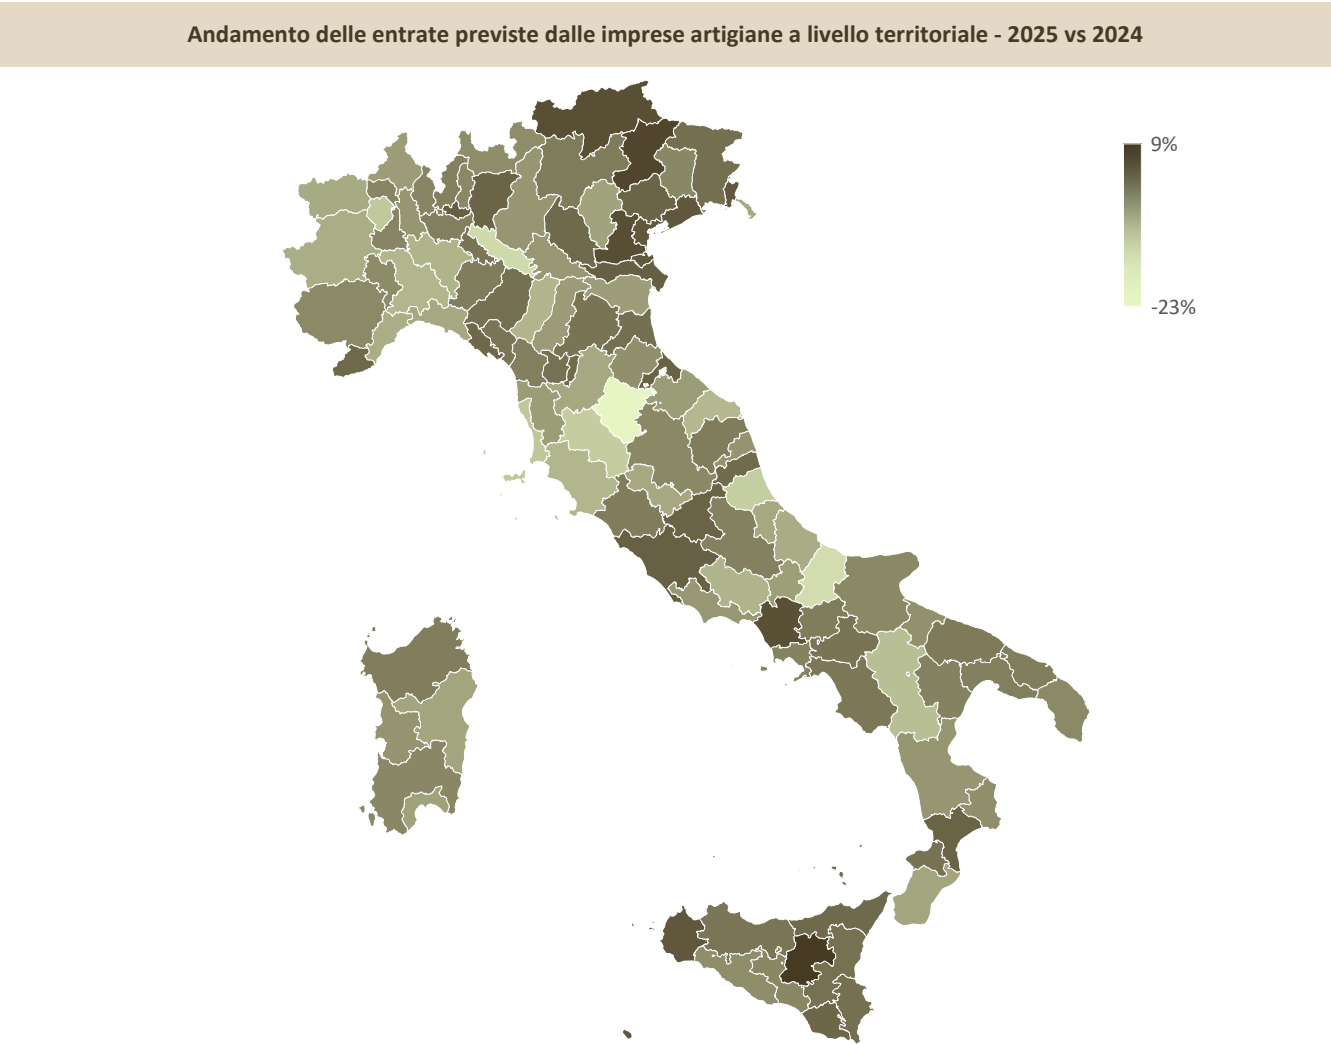 Andamento delle entrate previste dalle imprese artigiane a livello territoriale - 2025 vs 2024
9%
-23%